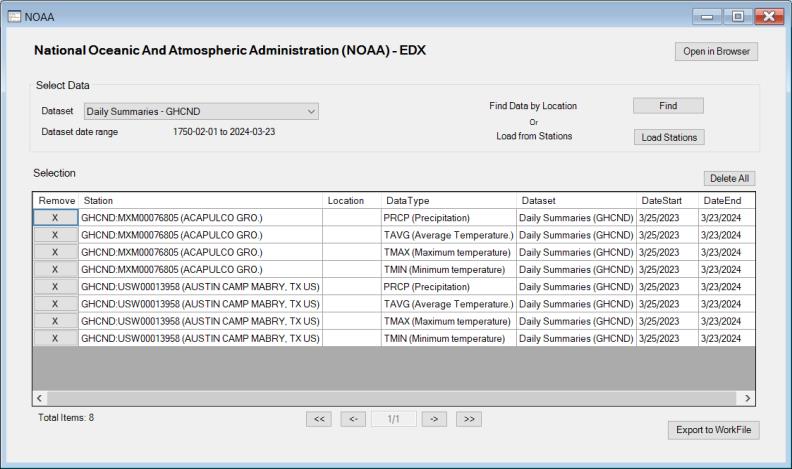 NOAA
National Oceanic And Atmospheric Administration (NOAA) - EDX
Open in Browser
Select Data
Dataset Daily Summaries - GHCND
Find Data by Location Find
Or
Dataset date range 1750-02-01 to 2024-03-23
Load from Stations Load Stations
Selection
Delete All
Remove Station Location DataType Dataset DateStart DateEnd
X GHCND:MXM00076805 (ACAPULCO GRO.) PRCP (Precipitation) Daily Summaries (GHCND) 3/25/2023 3/23/2024
X GHCND:MXM00076805 (ACAPULCO GRO.) TAVG (Average Temperature.) Daily Summaries (GHCND) 3/25/2023 3/23/2024
X GHCND:MXM00076805 (ACAPULCO GRO.) TMAX (Maximum temperature) Daily Summaries (GHCND) 3/25/2023 3/23/2024
X GHCND:MXM00076805 (ACAPULCO GRO.) TMIN (Minimum temperature) Daily Summaries (GHCND) 3/25/2023 3/23/2024
X GHCND:USW00013958 (AUSTIN CAMP MABRY, TX US) PRCP (Precipitation) Daily Summaries (GHCND) 3/25/2023 3/23/2024
X GHCND:USW00013958 (AUSTIN CAMP MABRY, TX US) TAVG (Average Temperature.) Daily Summaries (GHCND) 3/25/2023 3/23/2024
X GHCND:USW00013958 (AUSTIN CAMP MABRY, TX US) TMAX (Maximum temperature) Daily Summaries (GHCND) 3/25/2023 3/23/2024
X GHCND:USW00013958 (AUSTIN CAMP MABRY, TX US) TMIN (Minimum temperature) Daily Summaries (GHCND) 3/25/2023 3/23/2024
Total Items: 8 << <- 1/1 -> >>
Export to WorkFile